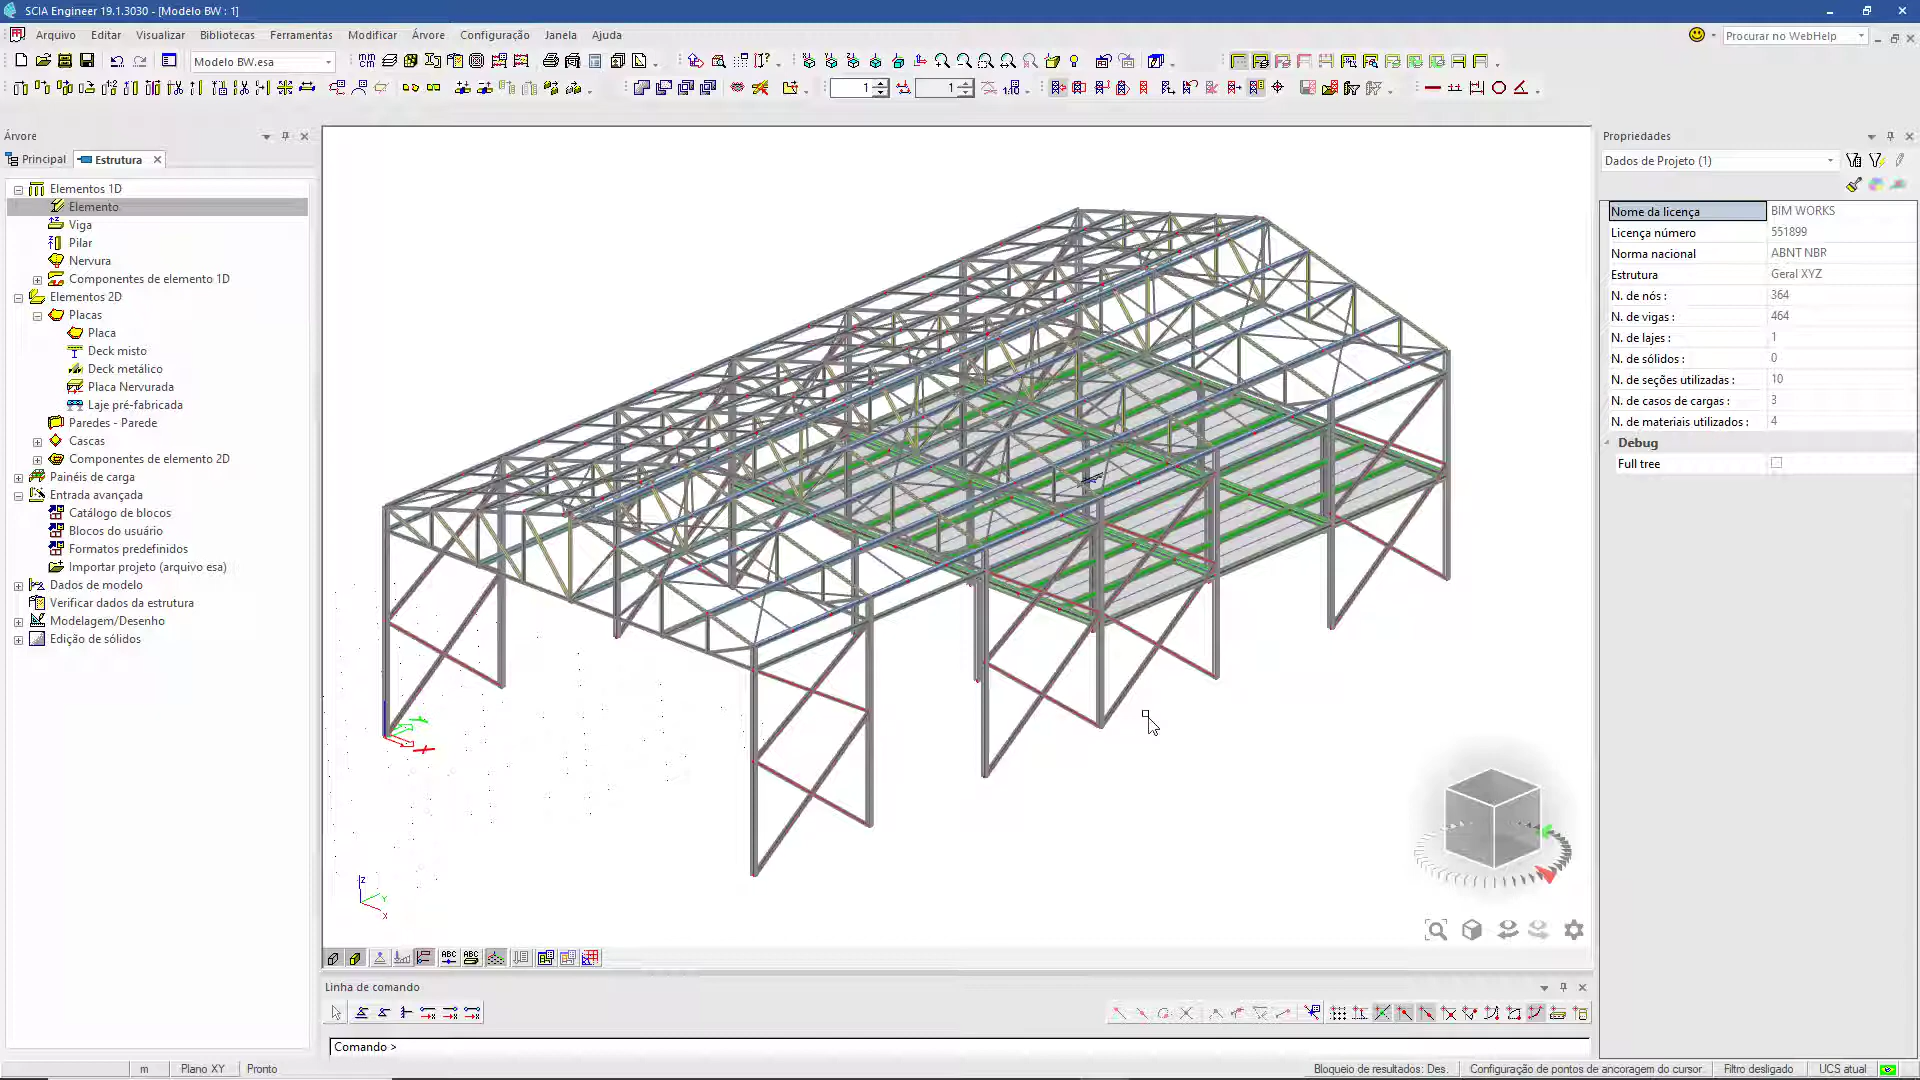 SCIA Engineer 19.1.3030 - [Modelo BW : 1]
Arquivo Editar Visualizar Bibliotecas Ferramentas Modificar Árvore Configuração Janela Ajuda
Procurar no WebHelp
Modelo BW.esa
1
1
Árvore
Principal
Estrutura
Elementos 1D
Elemento
Viga
Pilar
Nervura
Componentes de elemento 1D
Elementos 2D
Placas
Placa
Deck misto
Deck metálico
Placa Nervurada
Laje pré-fabricada
Paredes - Parede
Cascas
Componentes de elemento 2D
Painéis de carga
Entrada avançada
Catálogo de blocos
Blocos do usuário
Formatos predefinidos
Importar projeto (arquivo esa)
Dados de modelo
Verificar dados da estrutura
Modelagem/Desenho
Edição de sólidos
Z
Y
X
ABC
ABC
Propriedades
Dados de Projeto (1)
Nome da licença BIM WORKS
Licença número 551899
Norma nacional ABNT NBR
Estrutura Geral XYZ
N. de nós : 364
N. de vigas : 464
N. de lajes : 1
N. de sólidos : 0
N. de seções utilizadas : 10
N. de casos de cargas : 3
N. de materiais utilizados : 4
Debug
Full tree
Linha de comando
Comando >
m
Plano XY
Pronto
Bloqueio de resultados: Des.
Configuração de pontos de ancoragem do cursor
Filtro desligado
UCS atual